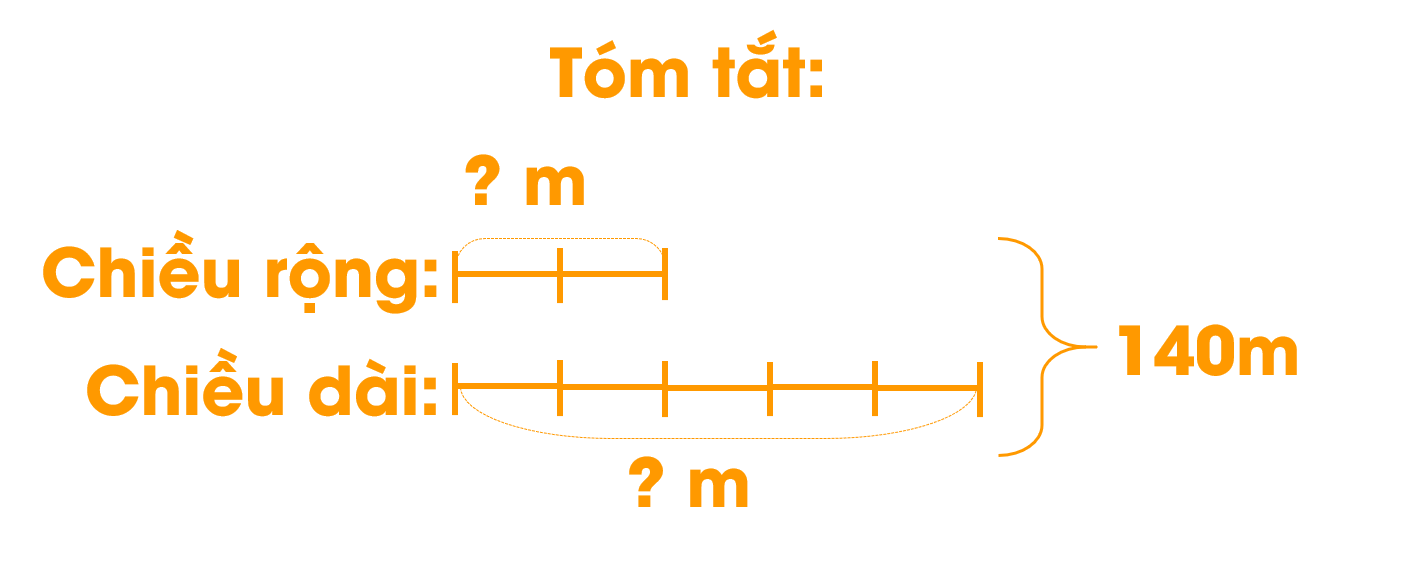 Tóm tắt:
? m
Chiều rộng:
140m
Chiều dài:
? m